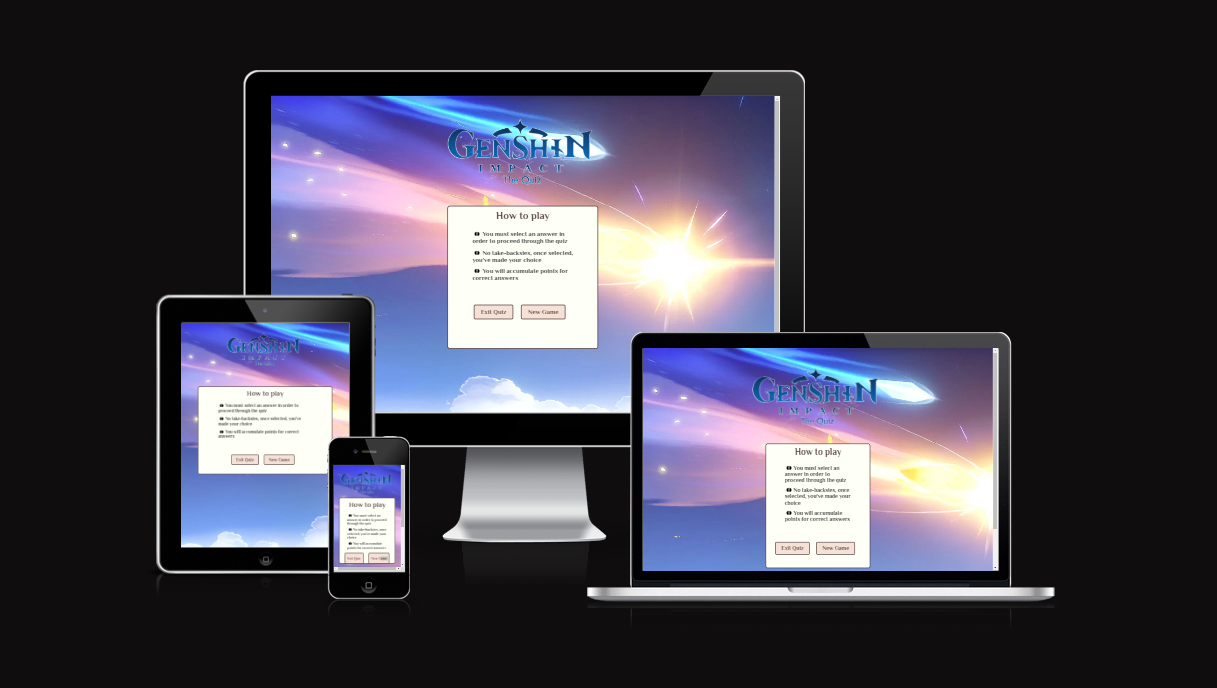 GENSHIN
IMPACT
The Quiz
How to play
You must select an answer in
order to proceed through the quiz
No take-backsies, once selected,
you've made your choice
You will accumulate points for
correct answers
Exit Quiz New Game
GENSHIN
IMPACT
The Quiz
How to play
You must select an answer in order to
proceed through the quiz
No take-backsies, once selected, you've
made your choice
You will accumulate points for correct
answers
Exit Quiz New Game
GENSHIN
IMPACT
How to play
You must select an
answer in order to proceed
through the quiz
No take-backsies, once
selected, you've made your
choice
You will accumulate
points for correct answers
Exit Quiz New Game
GENSHIN
IMPACT
The Quiz
How to play
You must select an
answer in order to
proceed through the quiz
No take-backsies, once
selected, you've made your
choice
You will accumulate
points for correct answers
Exit Quiz New Game